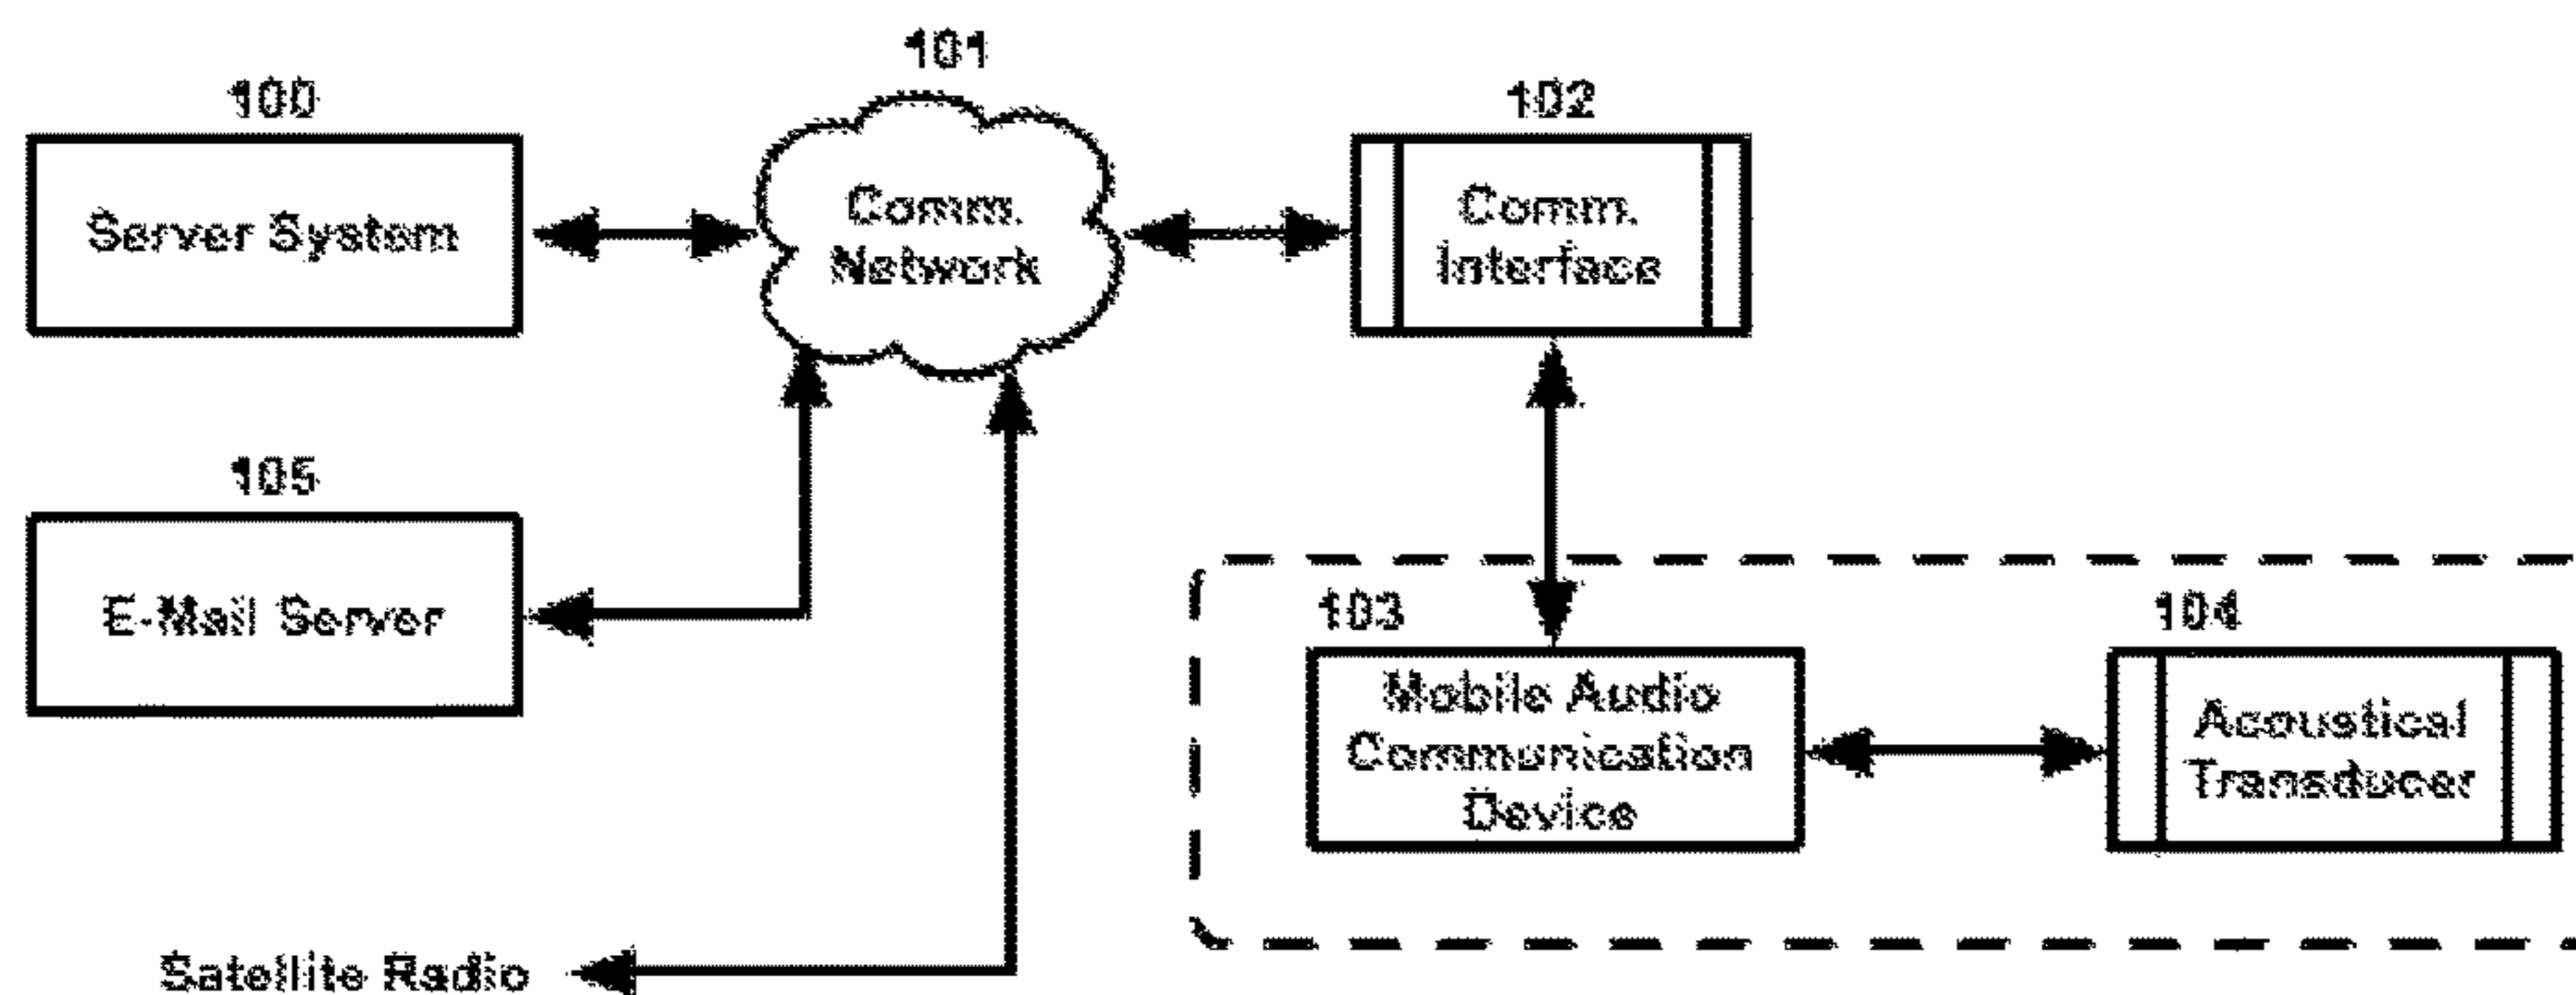 101
100
102
Server System
Comm.
Network
Comm.
Interface
105
E-Mail Server
103
104
Mobile Audio
Communication
Device
Acoustical
Transducer
Satellite Radio